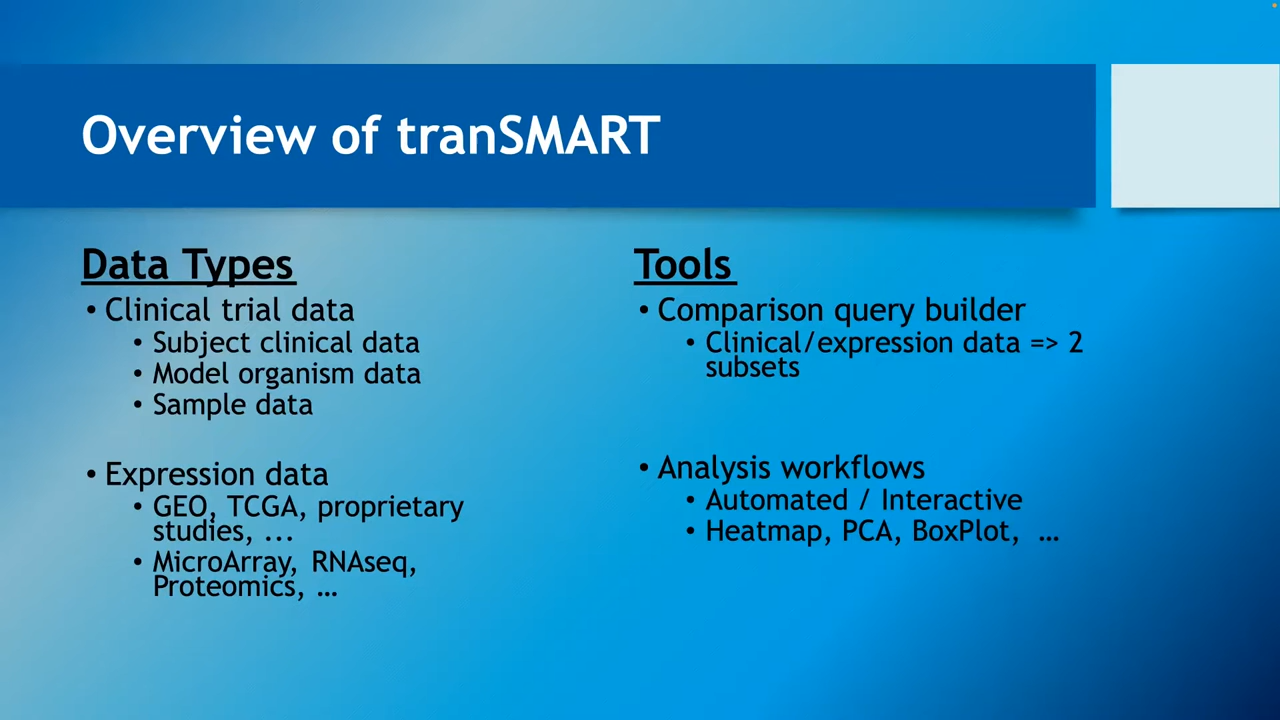 Overview of tranSMART
Data Types
• Clinical trial data
• Subject clinical data
• Model organism data
• Sample data
• Expression data
• GEO, TCGA, proprietary
studies, ...
• MicroArray, RNAseq,
Proteomics, …
Tools
• Comparison query builder
• Clinical/expression data => 2
subsets
• Analysis workflows
• Automated / Interactive
• Heatmap, PCA, BoxPlot, …